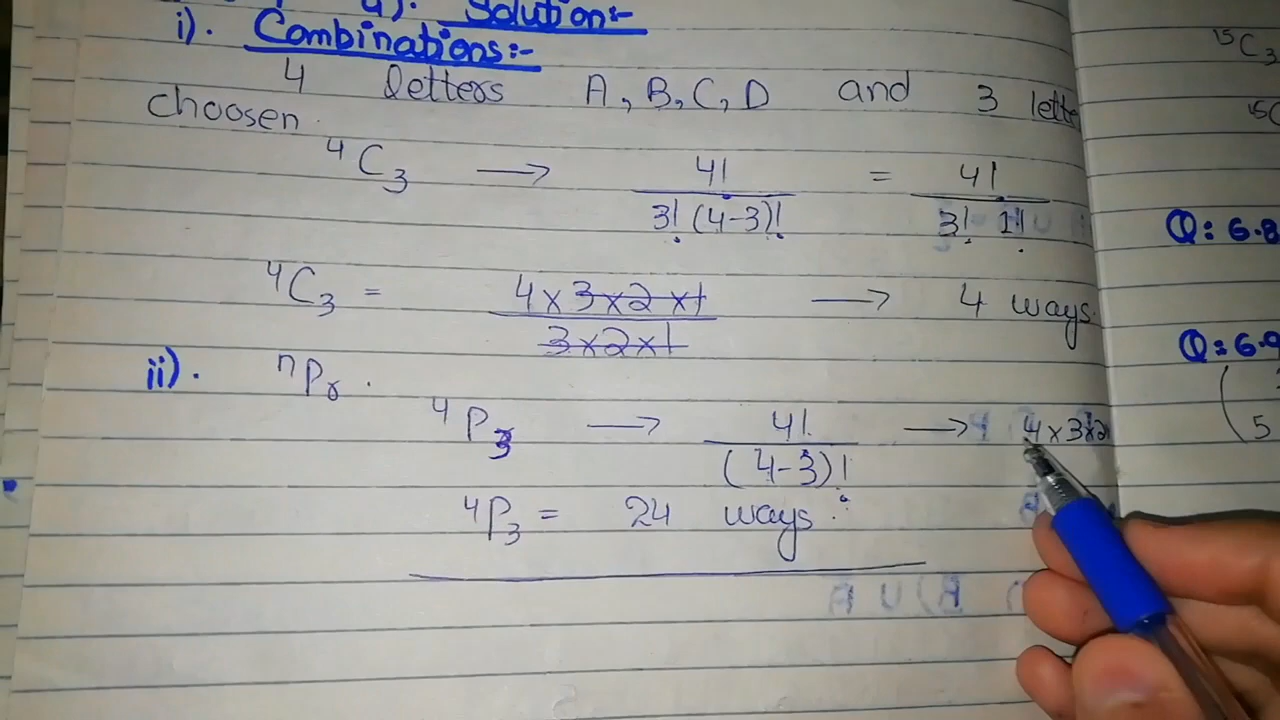 Solution:-
i). Combinations:-
4 letters A, B, C, D and 3 lette
choosen.
⁴C₃ → 4! / 3! (4-3)! = 4! / 3! 1!
⁴C₃ = 4×3×2×1 / 3×2×1 → 4 ways.
ii). ⁿPᵣ .
⁴P₃ → 4! / (4-3)! → 4×3×2
⁴P₃ = 24 ways.
¹⁵C₃
¹⁵C
Q: 6.8
Q: 6.9
5